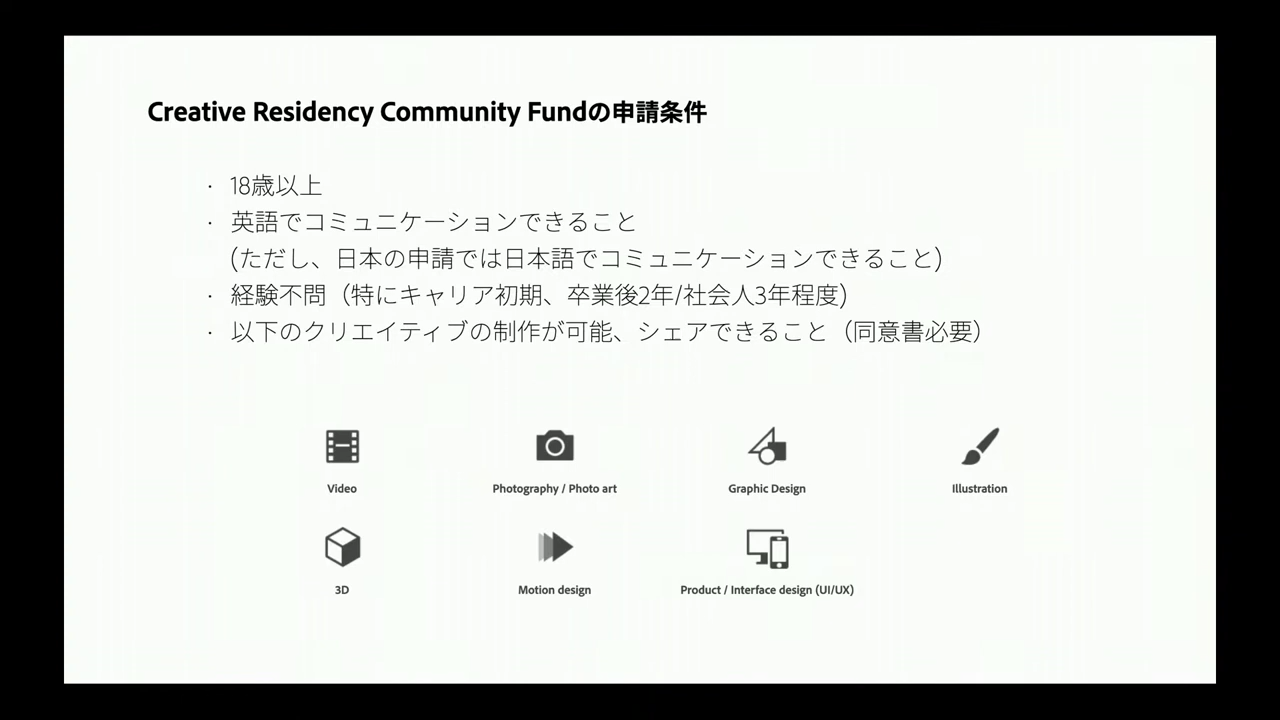 Creative Residency Community Fundの申請条件
· 18歳以上
· 英語でコミュニケーションできること
(ただし、日本の申請では日本語でコミュニケーションできること)
· 経験不問（特にキャリア初期、卒業後2年/社会人3年程度)
· 以下のクリエイティブの制作が可能、シェアできること（同意書必要）
Video
Photography / Photo art
Graphic Design
Illustration
3D
Motion design
Product / Interface design (UI/UX)